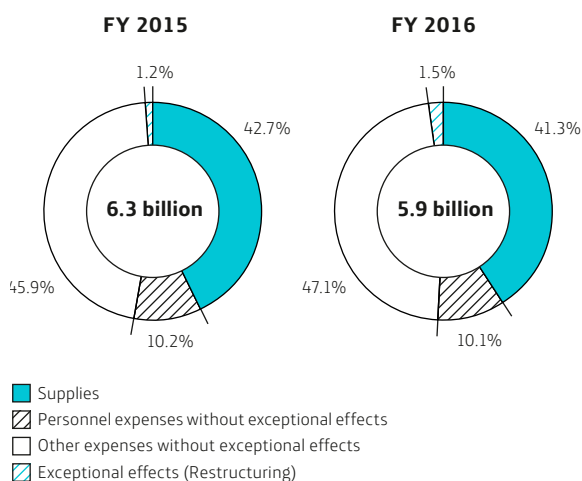 FY 2015
FY 2016
1.2%
1.5%
42.7%
41.3%
6.3 billion
5.9 billion
45.9%
47.1%
10.2%
10.1%
Supplies
Personnel expenses without exceptional effects
Other expenses without exceptional effects
Exceptional effects (Restructuring)